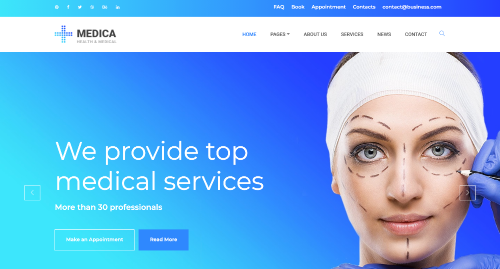 FAQ Book Appointment Contacts contact@business.com
MEDICA
HEALTH & MEDICAL
HOME PAGES ABOUT US SERVICES NEWS CONTACT
We provide top
medical services
More than 30 professionals
Make an Appointment Read More